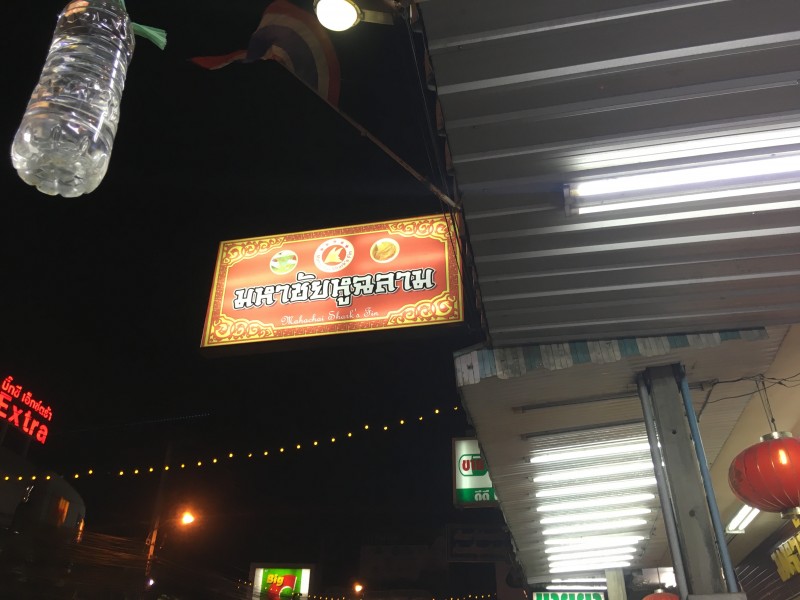 มหาชัยหูฉลาม
Mahachai Shark's Fin
บิ๊กซี เอ็กซ์ตร้า
Extra
Big